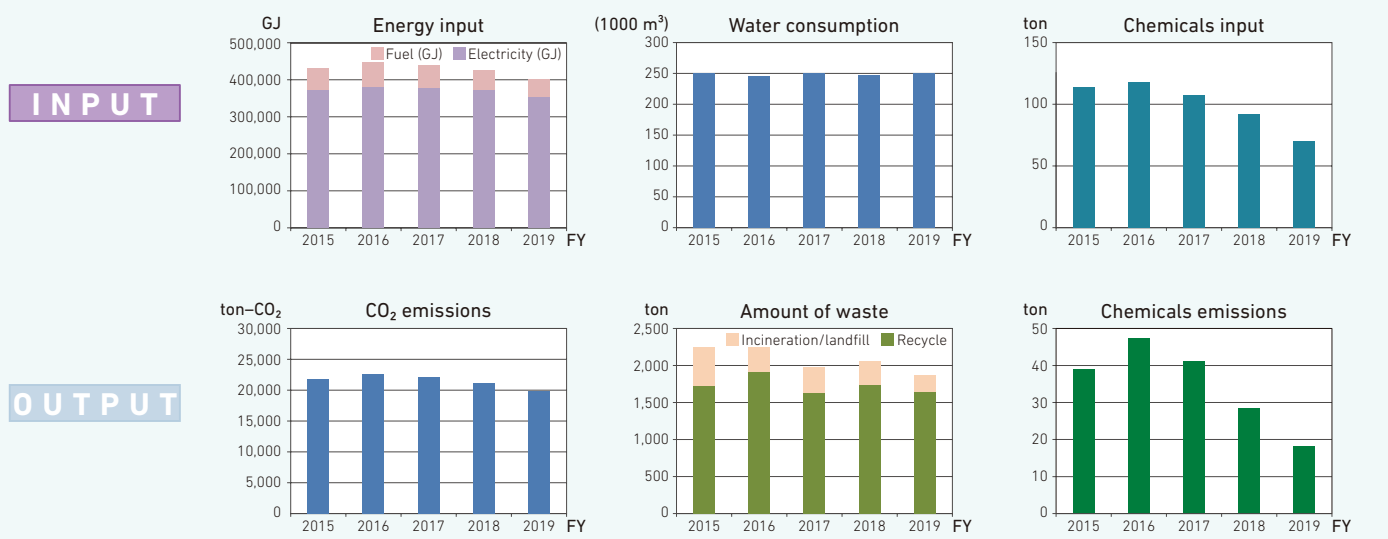 INPUT
GJ
Energy input
Fuel (GJ) Electricity (GJ)
500,000
400,000
300,000
200,000
100,000
0
2015 2016 2017 2018 2019 FY
(1000 m³)
Water consumption
300
250
200
150
100
50
0
2015 2016 2017 2018 2019 FY
ton
Chemicals input
150
100
50
0
2015 2016 2017 2018 2019 FY
OUTPUT
ton–CO₂
CO₂ emissions
30,000
25,000
20,000
15,000
10,000
5,000
0
2015 2016 2017 2018 2019 FY
ton
Amount of waste
Incineration/landfill Recycle
2,500
2,000
1,500
1,000
500
0
2015 2016 2017 2018 2019 FY
ton
Chemicals emissions
50
40
30
20
10
0
2015 2016 2017 2018 2019 FY